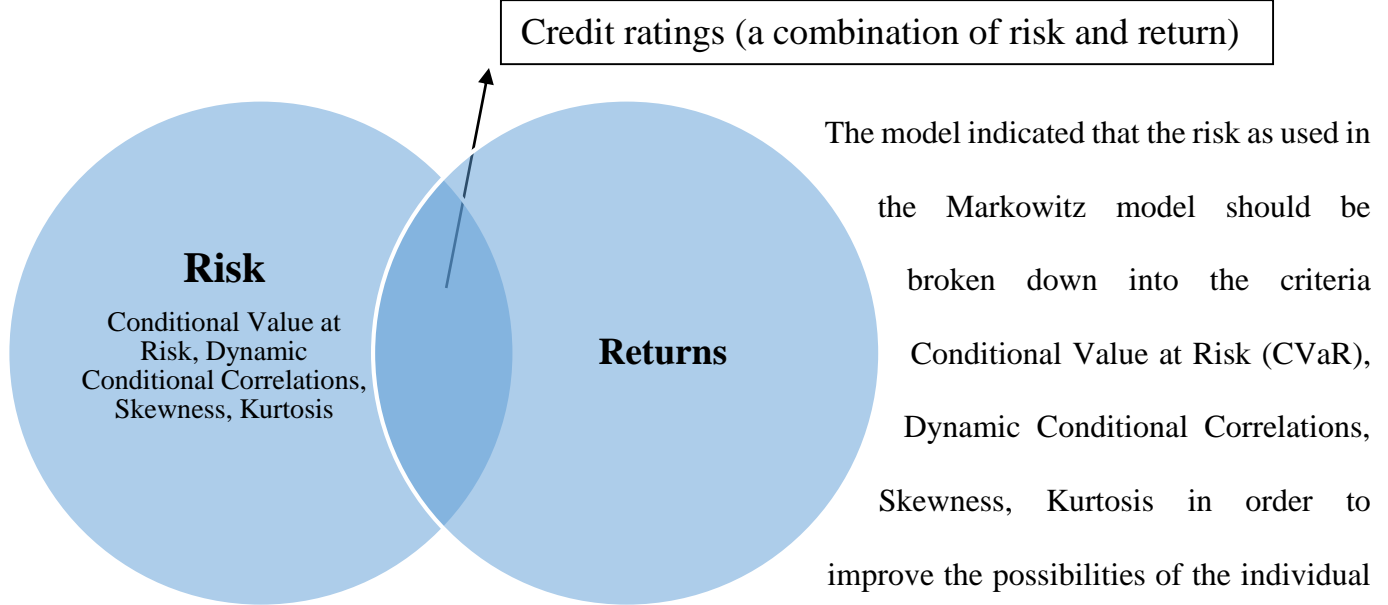 Credit ratings (a combination of risk and return)
Risk
Conditional Value at
Risk, Dynamic
Conditional Correlations,
Skewness, Kurtosis
Returns
The model indicated that the risk as used in
the Markowitz model should be
broken down into the criteria
Conditional Value at Risk (CVaR),
Dynamic Conditional Correlations,
Skewness, Kurtosis in order to
improve the possibilities of the individual